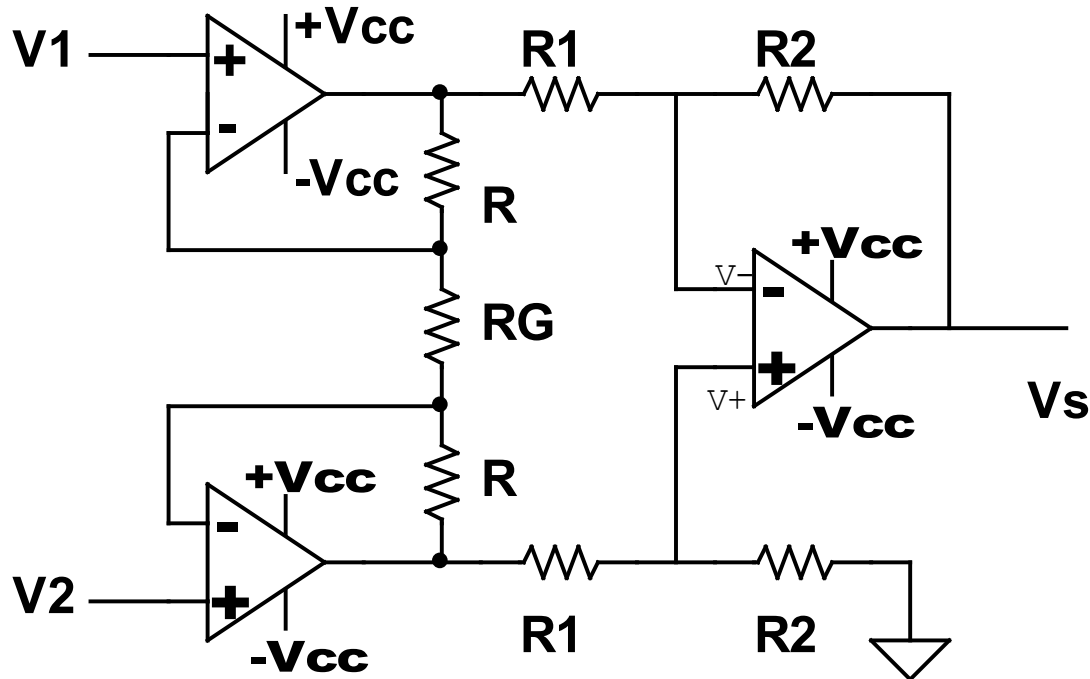 V1
+
-
+Vcc
-Vcc
R1
R2
R
RG
R
V-
-
+
V+
+Vcc
-Vcc
Vs
V2
-
+
+Vcc
-Vcc
R1
R2